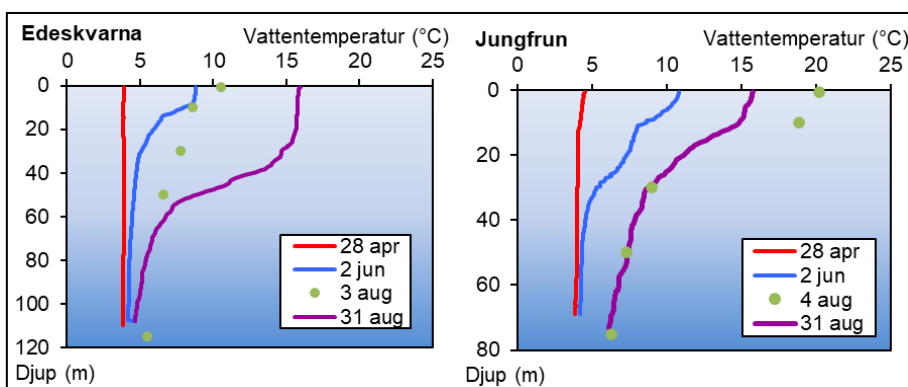 Edeskvarna
Vattentemperatur (°C)
0 5 10 15 20 25
0
20
40
60
80
100
120
28 apr
2 jun
3 aug
31 aug
Djup (m)
Jungfrun
Vattentemperatur (°C)
0 5 10 15 20 25
0
20
40
60
80
28 apr
2 jun
4 aug
31 aug
Djup (m)